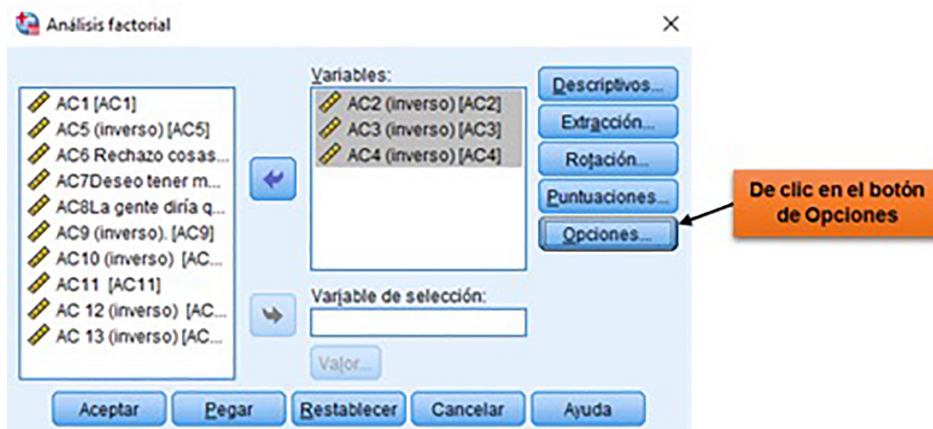 Análisis factorial
AC1 [AC1]
AC5 (inverso) [AC5]
AC6 Rechazo cosas...
AC7Deseo tener m...
AC8La gente diría q...
AC9 (inverso). [AC9]
AC10 (inverso) [AC...
AC11 [AC11]
AC 12 (inverso) [AC...
AC 13 (inverso) [AC...
Variables:
AC2 (inverso) [AC2]
AC3 (inverso) [AC3]
AC4 (inverso) [AC4]
Variable de selección:
Valor...
Descriptivos...
Extracción...
Rotación...
Puntuaciones...
Opciones...
De clic en el botón
de Opciones
Aceptar
Pegar
Restablecer
Cancelar
Ayuda